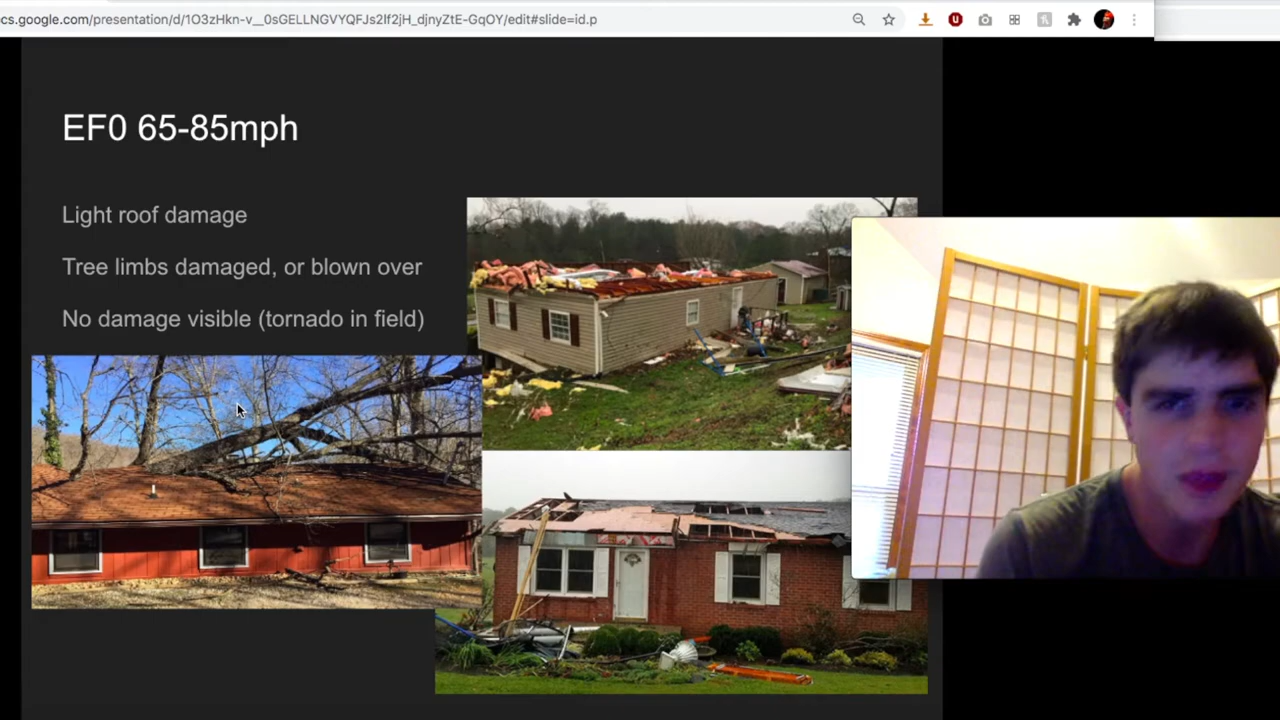 cs.google.com/presentation/d/1O3zHkn-v__0sGELLNGVYQFJs2If2jH_djnyZtE-GqOY/edit#slide=id.p
EF0 65-85mph
Light roof damage
Tree limbs damaged, or blown over
No damage visible (tornado in field)